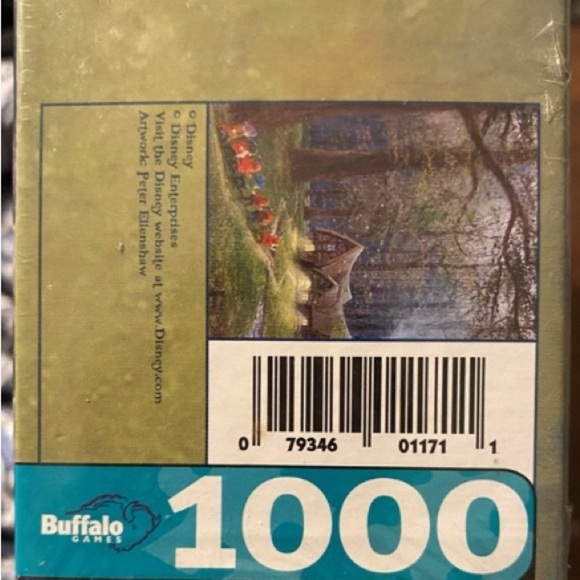 © Disney
© Disney Enterprises
Visit the Disney website at www.Disney.com
Artwork: Peter Ellenshaw
0 79346 01171 1
Buffalo
GAMES
1000